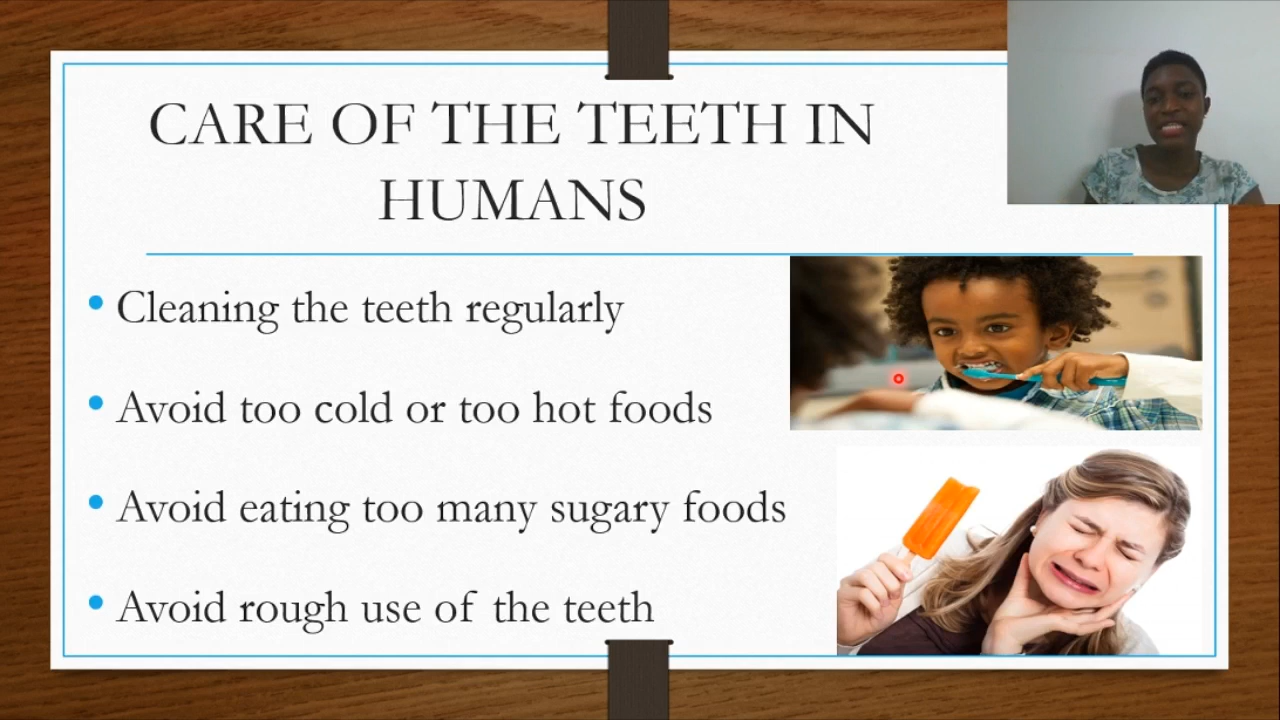 CARE OF THE TEETH IN
HUMANS
• Cleaning the teeth regularly
• Avoid too cold or too hot foods
• Avoid eating too many sugary foods
• Avoid rough use of the teeth